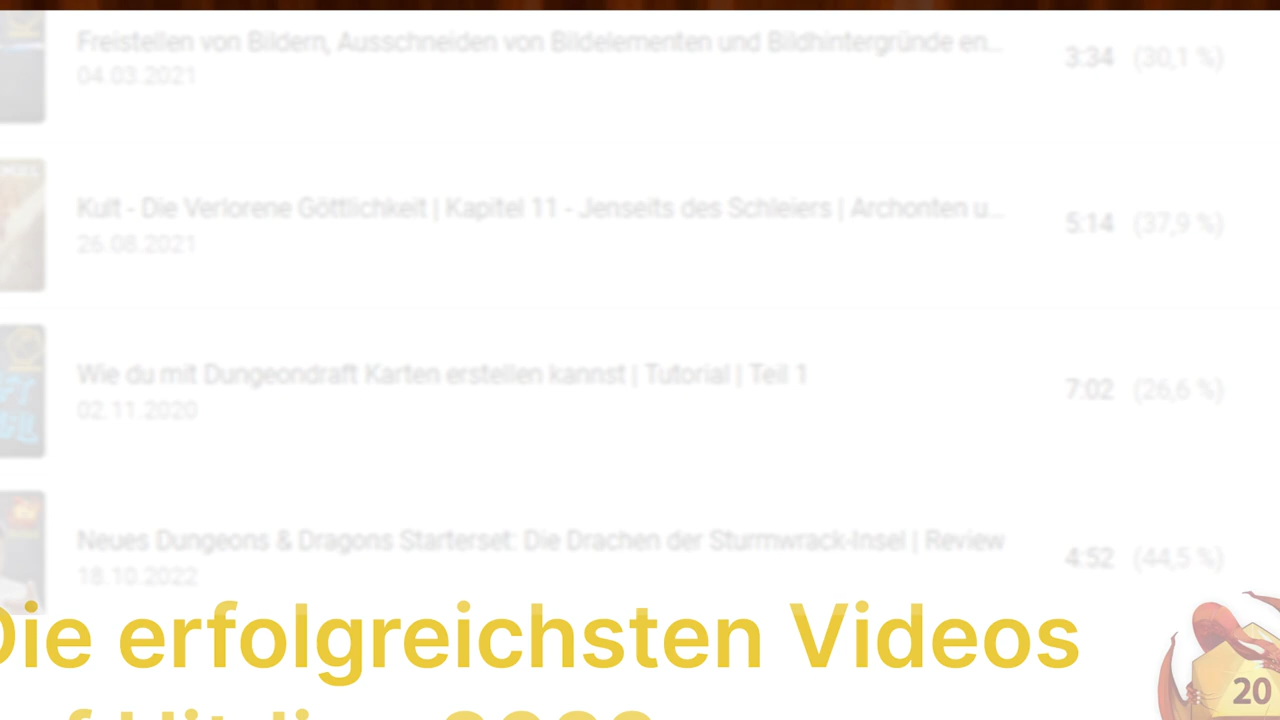 Freistellen von Bildern, Ausschneiden von Bildelementen und Bildhintergründe en...
3:34 (30,1 %)
04.03.2021
Kult - Die Verlorene Göttlichkeit | Kapitel 11 - Jenseits des Schleiers | Archonten u...
5:14 (37,9 %)
26.08.2021
Wie du mit Dungeondraft Karten erstellen kannst | Tutorial | Teil 1
7:02 (26,6 %)
02.11.2020
Neues Dungeons & Dragons Starterset: Die Drachen der Sturmwrack-Insel | Review
4:52 (44,5 %)
18.10.2022
Die erfolgreichsten Videos
20